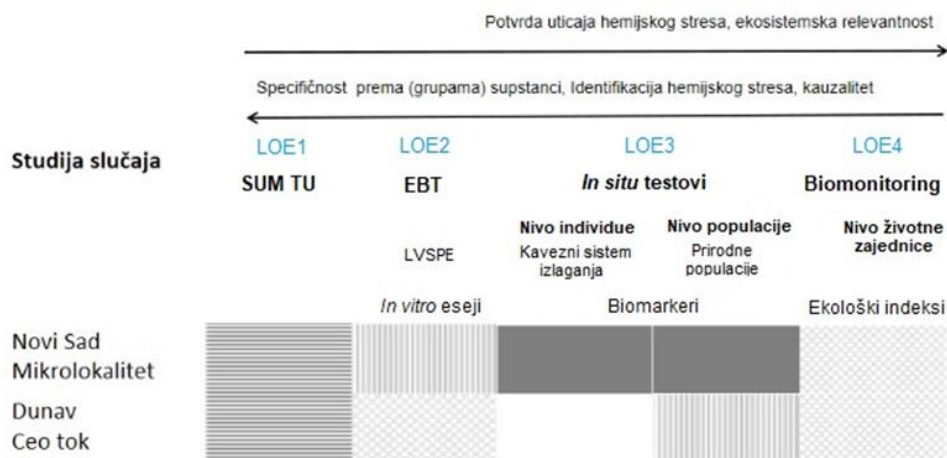 Potvrda uticaja hemijskog stresa, ekosistemska relevantnost
Specifičnost prema (grupama) supstanci, Identifikacija hemijskog stresa, kauzalitet
Studija slučaja
LOE1
LOE2
LOE3
LOE4
SUM TU
EBT
In situ testovi
Biomonitoring
LVSPE
Nivo individue
Kavezni sistem
izlaganja
Nivo populacije
Prirodne
populacije
Nivo životne
zajednice
In vitro eseji
Biomarkeri
Ekološki indeksi
Novi Sad
Mikrolokalitet
Dunav
Ceo tok